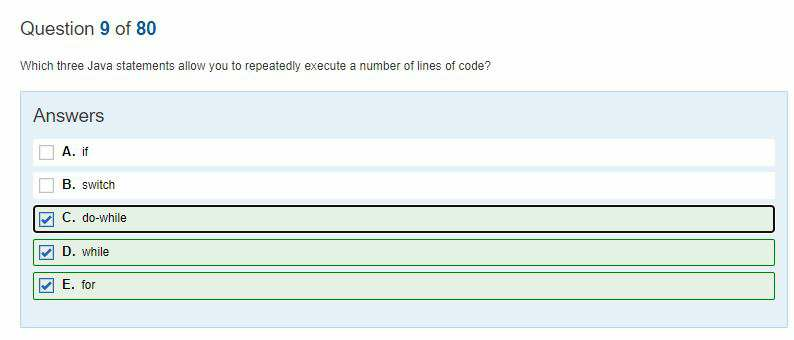 Question 9 of 80
Which three Java statements allow you to repeatedly execute a number of lines of code?
Answers
A. if
B. switch
C. do-while
D. while
E. for